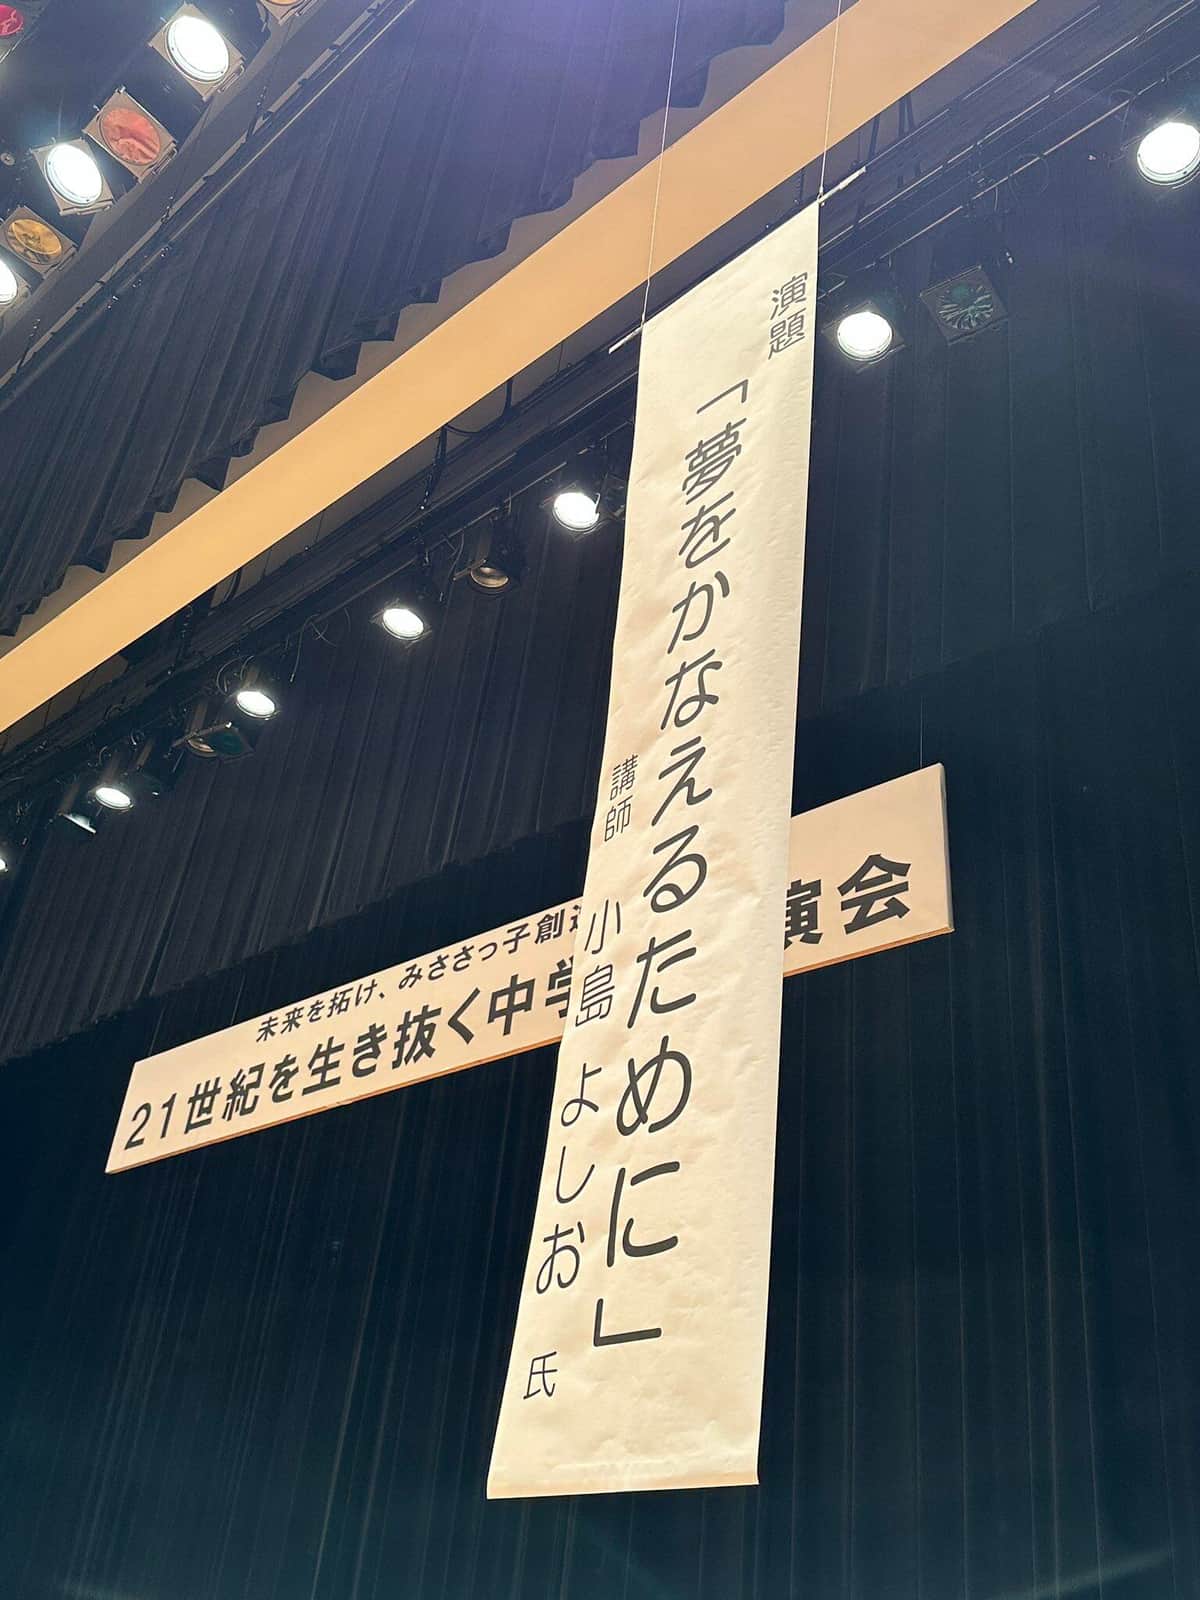 演題
「夢をかなえるために」
講師 小島 よしお 氏
未来を拓け、みささっ子創造
21世紀を生き抜く中学 演会